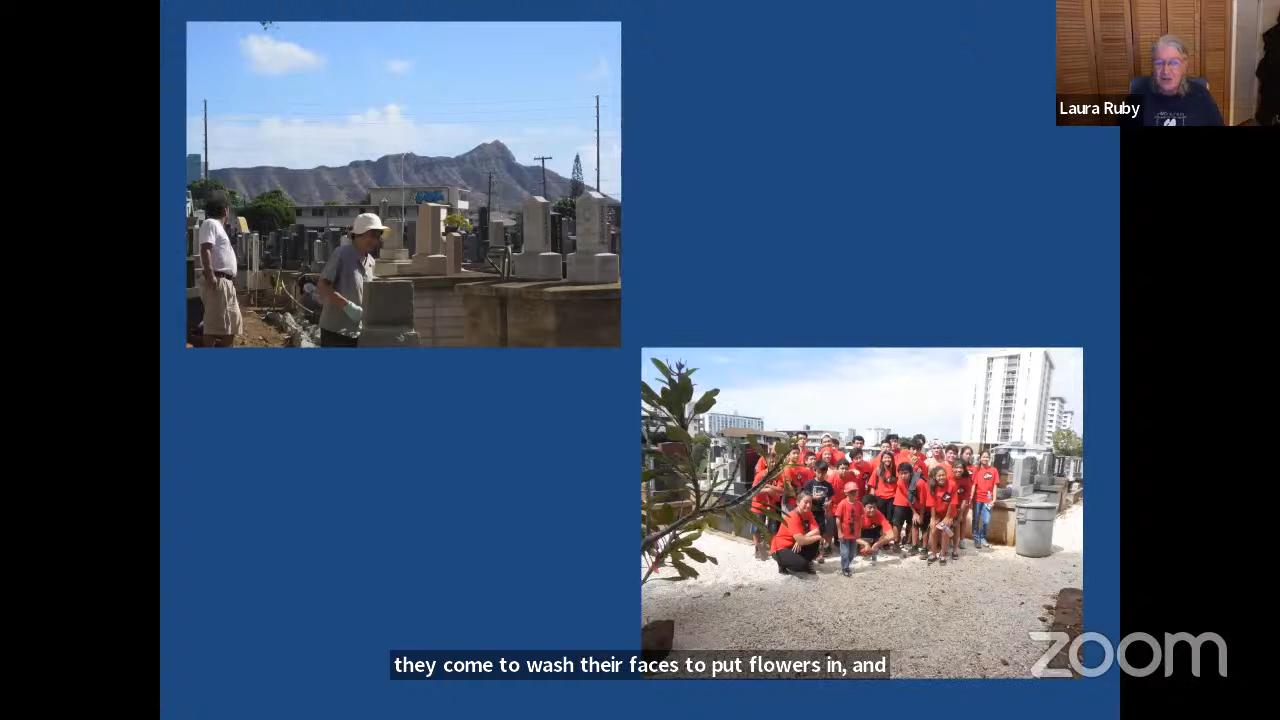 Laura Ruby
they come to wash their faces to put flowers in, and
zoom